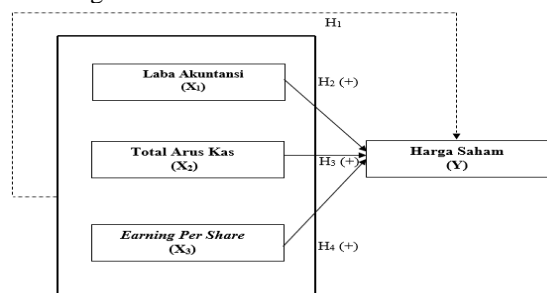 H1
Laba Akuntansi
(X1)
H2 (+)
Total Arus Kas
(X2)
H3 (+)
Harga Saham
(Y)
Earning Per Share
(X3)
H4 (+)